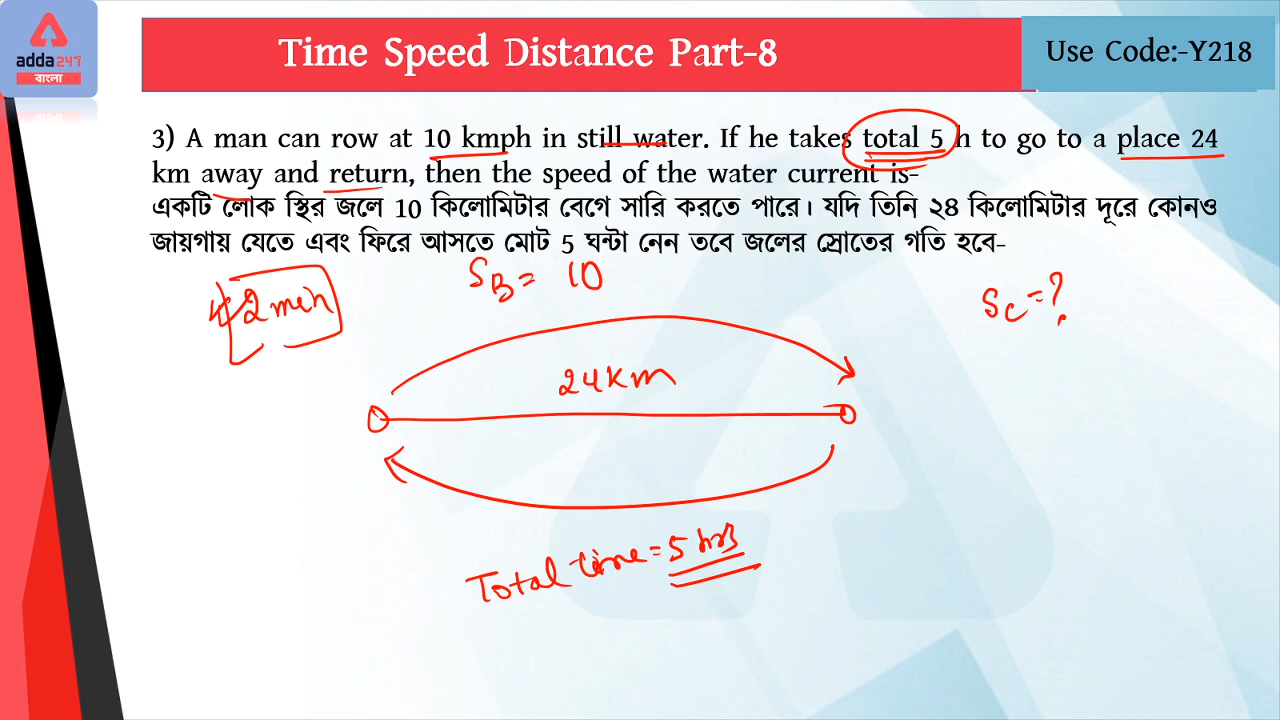 adda247
বাংলা
Time Speed Distance Part-8
Use Code:-Y218
3) A man can row at 10 kmph in still water. If he takes total 5 h to go to a place 24
km away and return, then the speed of the water current is-
একটি লোক স্থির জলে 10 কিলোমিটার বেগে সারি করতে পারে। যদি তিনি ২৪ কিলোমিটার দূরে কোনও
জায়গায় যেতে এবং ফিরে আসতে মোট 5 ঘন্টা নেন তবে জলের স্রোতের গতি হবে-
2 min
SB = 10
SC = ?
24 Km
Total time = 5 hrs